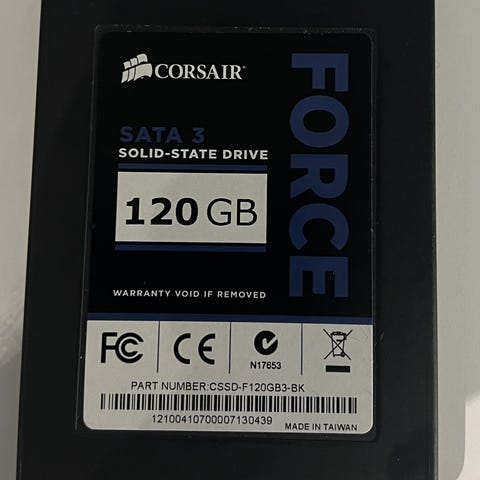 CORSAIR
FORCE
SATA 3
SOLID-STATE DRIVE
120 GB
WARRANTY VOID IF REMOVED
FC
CE
N17653
PART NUMBER:CSSD-F120GB3-BK
12100410700007130439
MADE IN TAIWAN